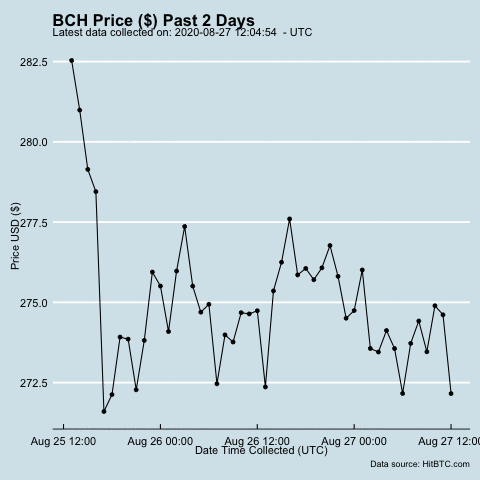 BCH Price ($) Past 2 Days
Latest data collected on: 2020-08-27 12:04:54 - UTC
282.5
280.0
277.5
275.0
272.5
Price USD ($)
Aug 25 12:00 Aug 26 00:00 Aug 26 12:00 Aug 27 00:00 Aug 27 12:00
Date Time Collected (UTC)
Data source: HitBTC.com